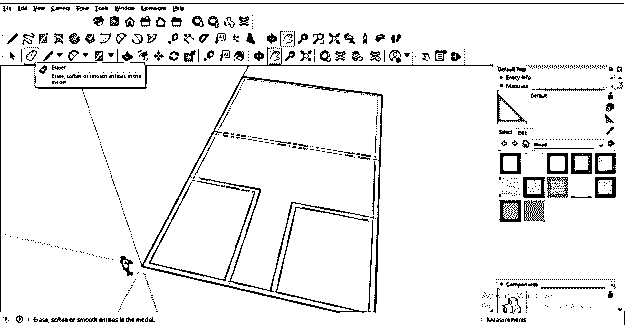 File Edit View Camera Draw Tools Window Extensions Help
Eraser
Erase, soften or smooth entities in the
model.
Default Tray
Entity Info
Materials
Default
Select Edit
Wood
Components
Erase, soften or smooth entities in the model.
Measurements